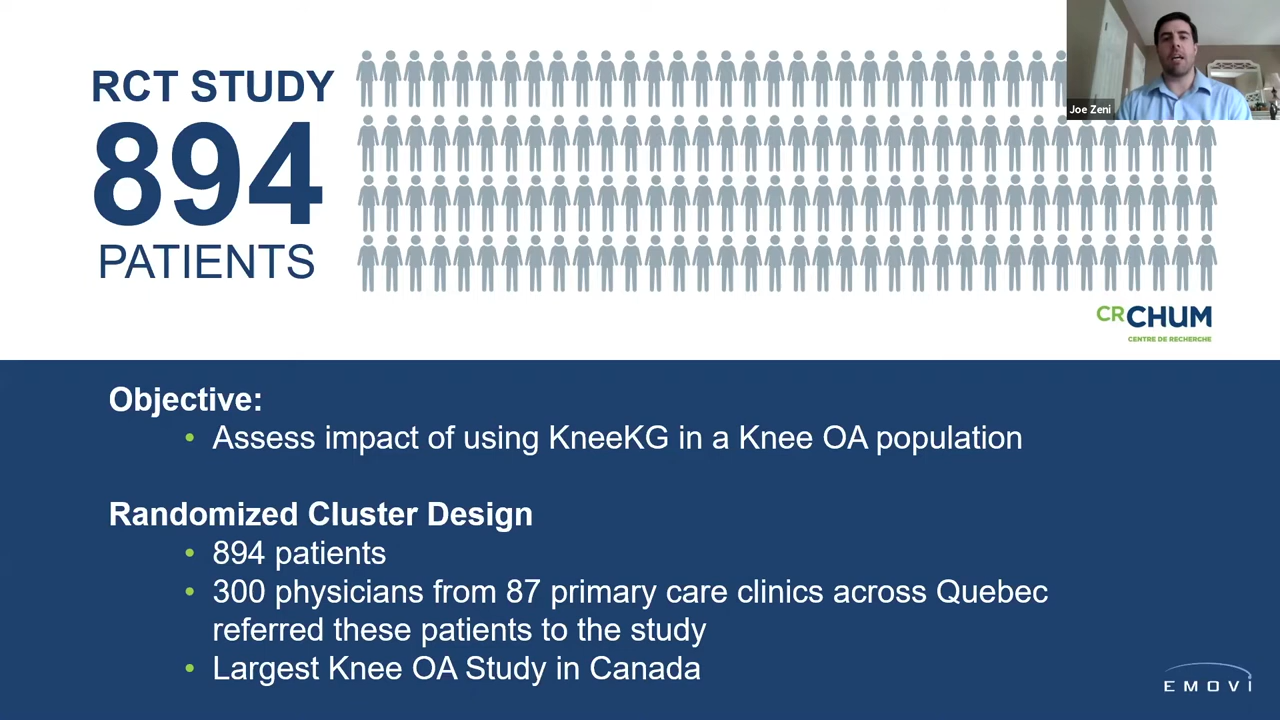 RCT STUDY
894
PATIENTS
Joe Zeni
CRCHUM
CENTRE DE RECHERCHE
Objective:
• Assess impact of using KneeKG in a Knee OA population
Randomized Cluster Design
• 894 patients
• 300 physicians from 87 primary care clinics across Quebec
referred these patients to the study
• Largest Knee OA Study in Canada
EMOVI